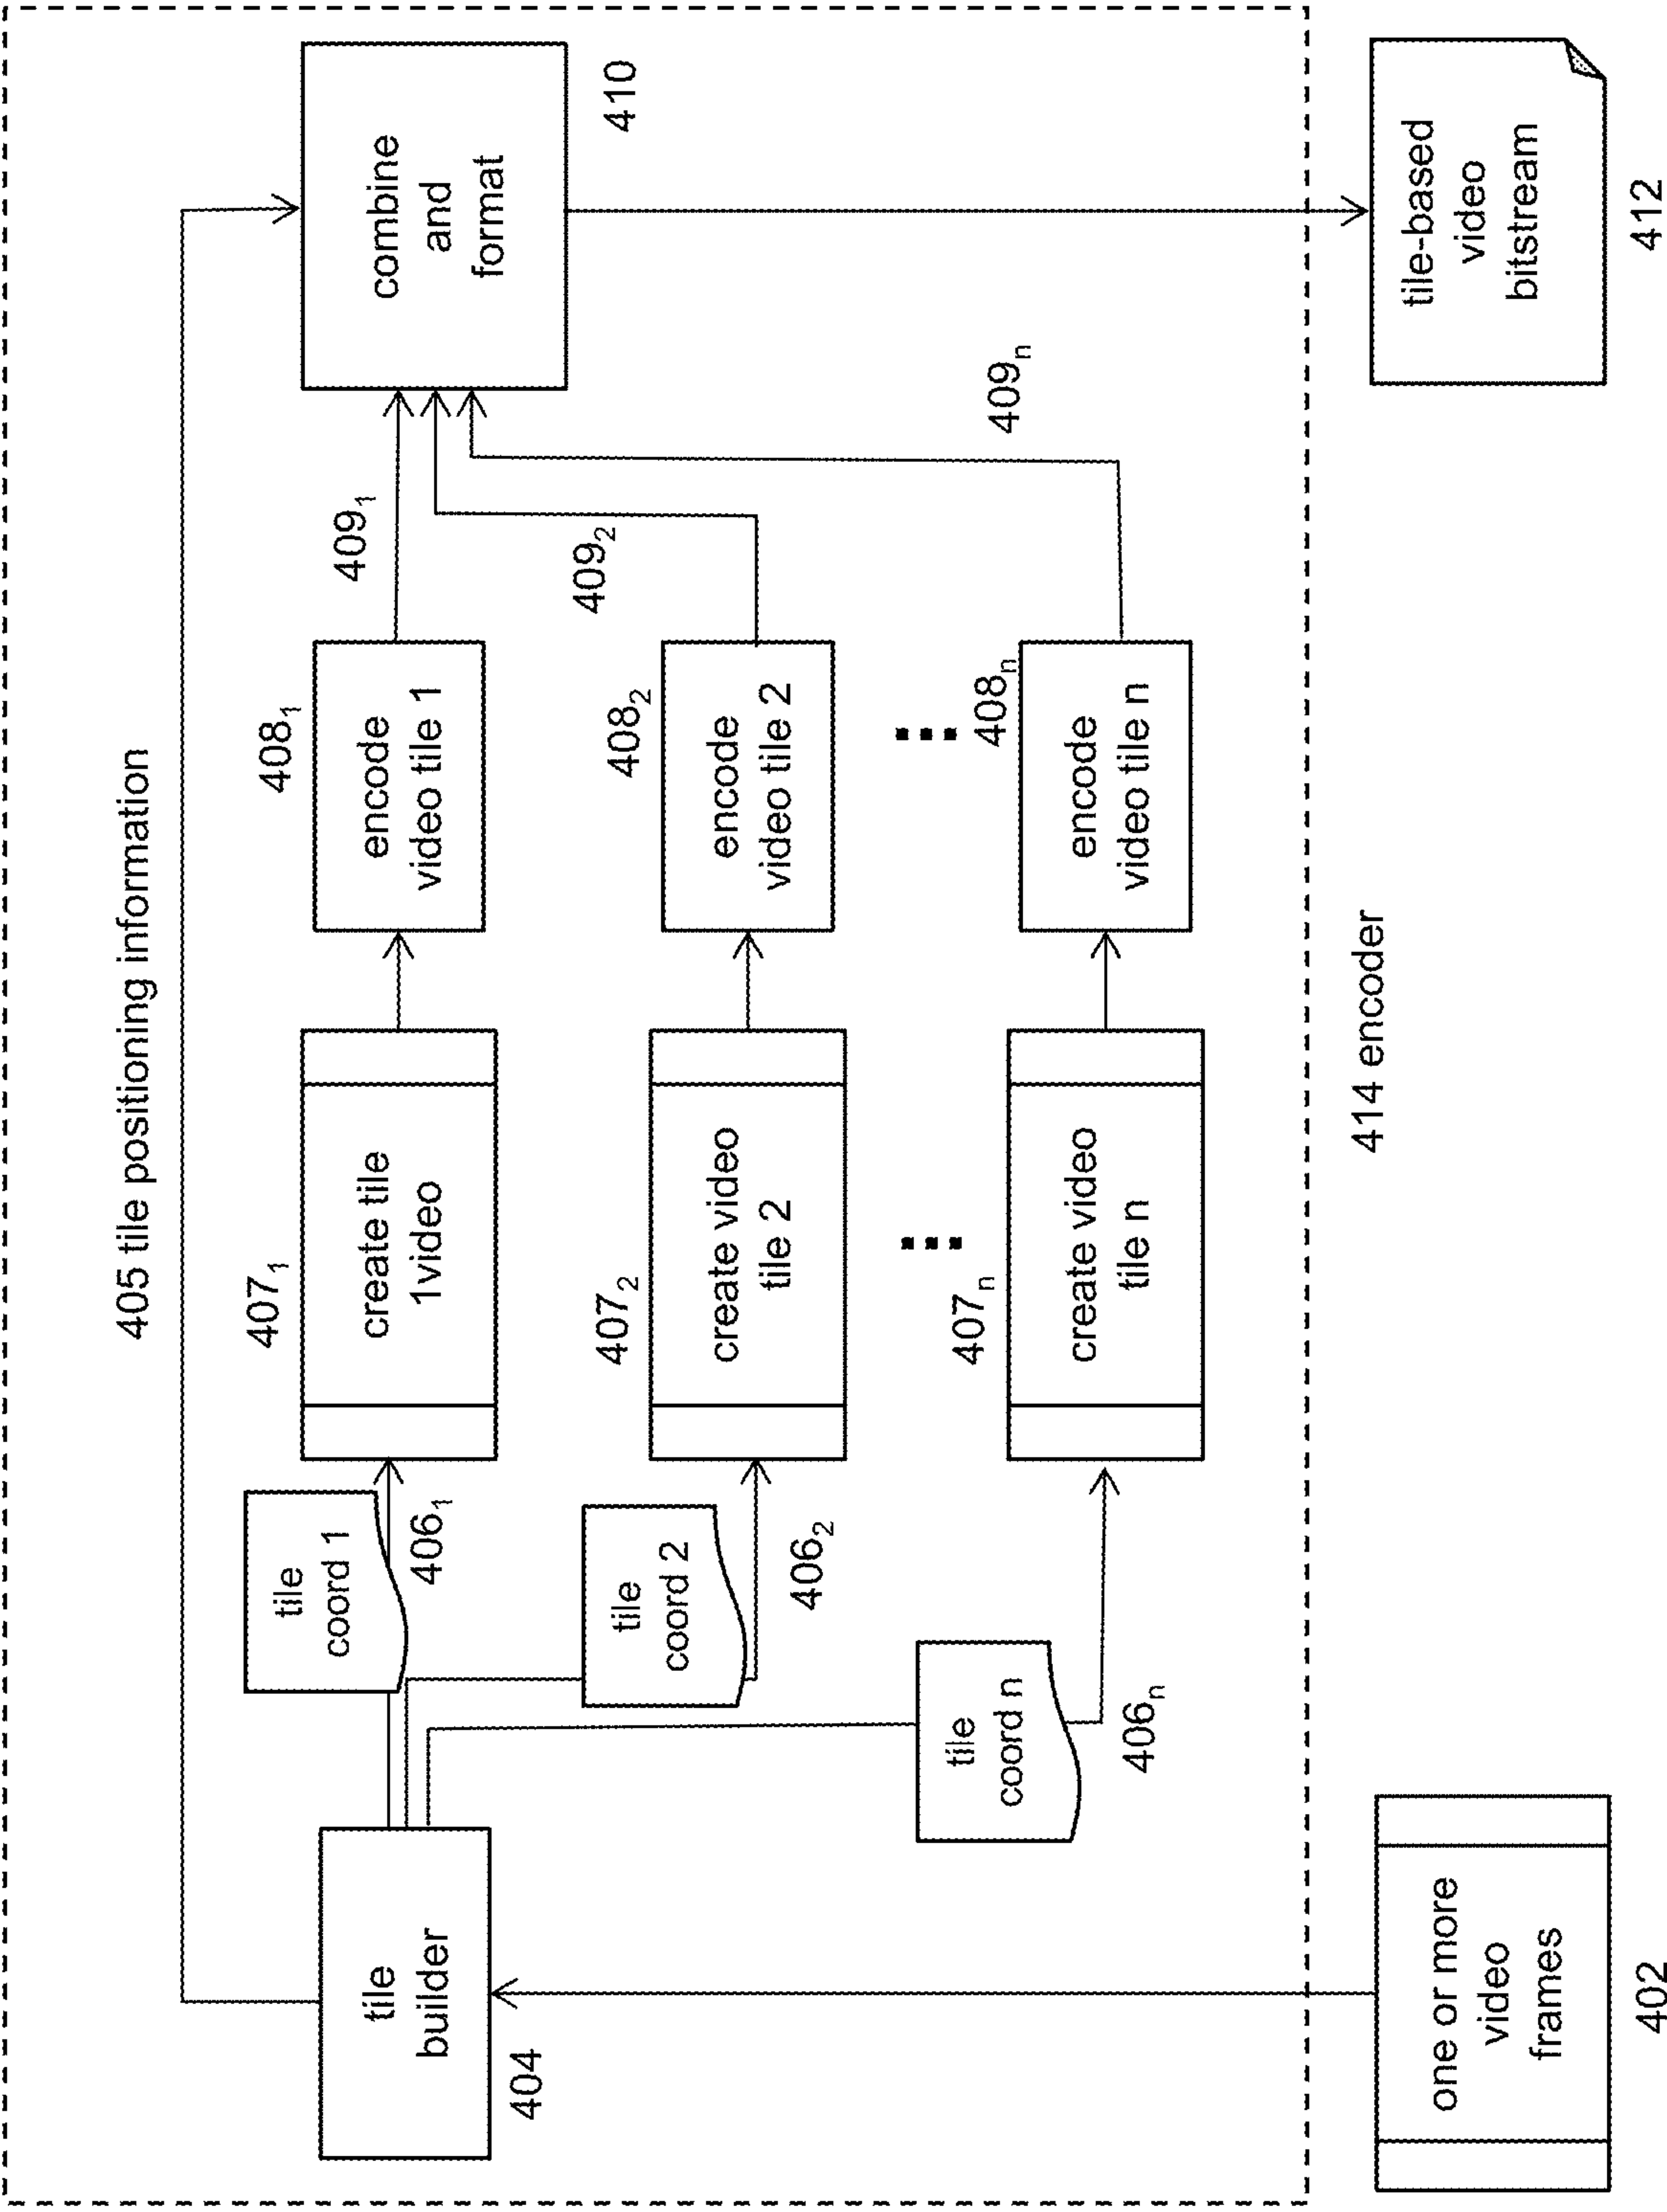 405 tile positioning information
tile
builder
404
tile
coord 1
406₁
407₁
create tile
1video
408₁
encode
video tile 1
409₁
combine
and
format
410
tile
coord 2
406₂
407₂
create video
tile 2
408₂
encode
video tile 2
409₂
tile
coord n
406ₙ
407ₙ
create video
tile n
408ₙ
encode
video tile n
409ₙ
414 encoder
one or more
video
frames
402
tile-based
video
bitstream
412